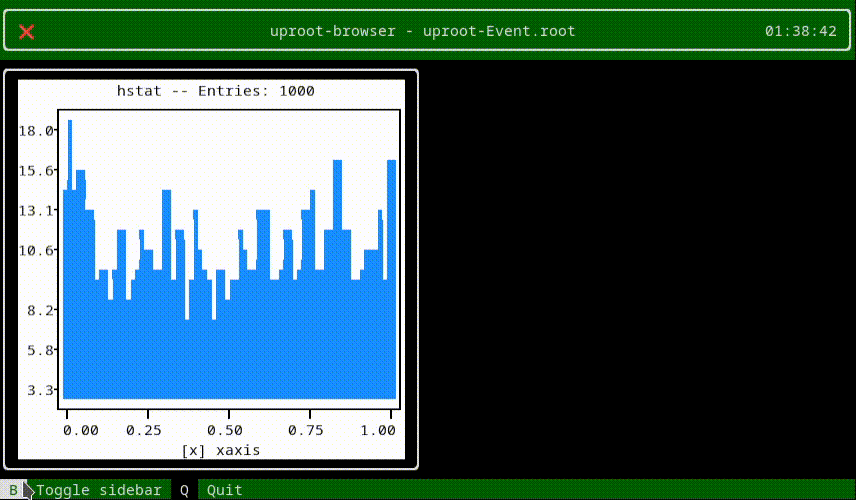 uproot-browser - uproot-Event.root 01:38:42
hstat -- Entries: 1000
18.0
15.6
13.1
10.6
8.2
5.8
3.3
0.00 0.25 0.50 0.75 1.00
[x] xaxis
B Toggle sidebar Q Quit